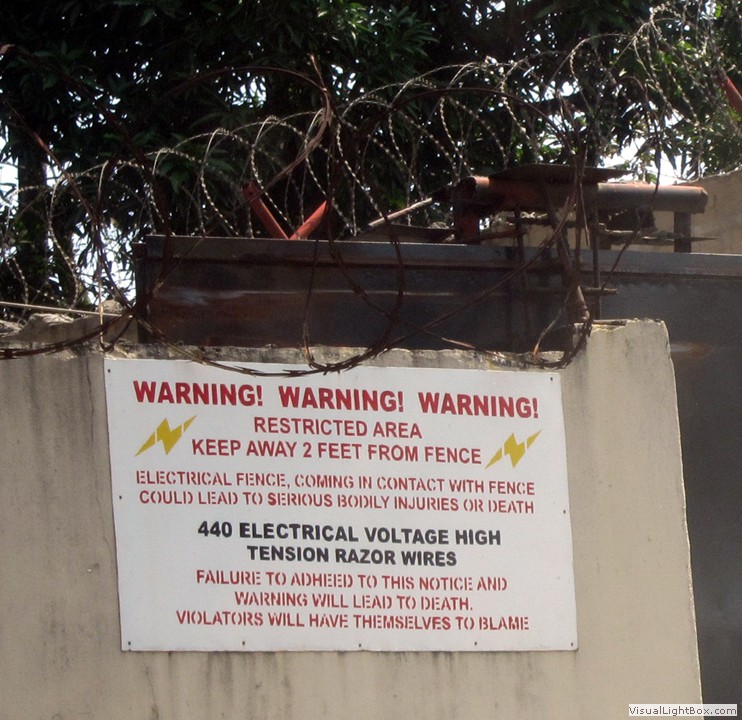 WARNING! WARNING! WARNING!
RESTRICTED AREA
KEEP AWAY 2 FEET FROM FENCE
ELECTRICAL FENCE, COMING IN CONTACT WITH FENCE
COULD LEAD TO SERIOUS BODILY INJURIES OR DEATH
440 ELECTRICAL VOLTAGE HIGH
TENSION RAZOR WIRES
FAILURE TO ADHEED TO THIS NOTICE AND
WARNING WILL LEAD TO DEATH.
VIOLATORS WILL HAVE THEMSELVES TO BLAME
VisualLightBox.com